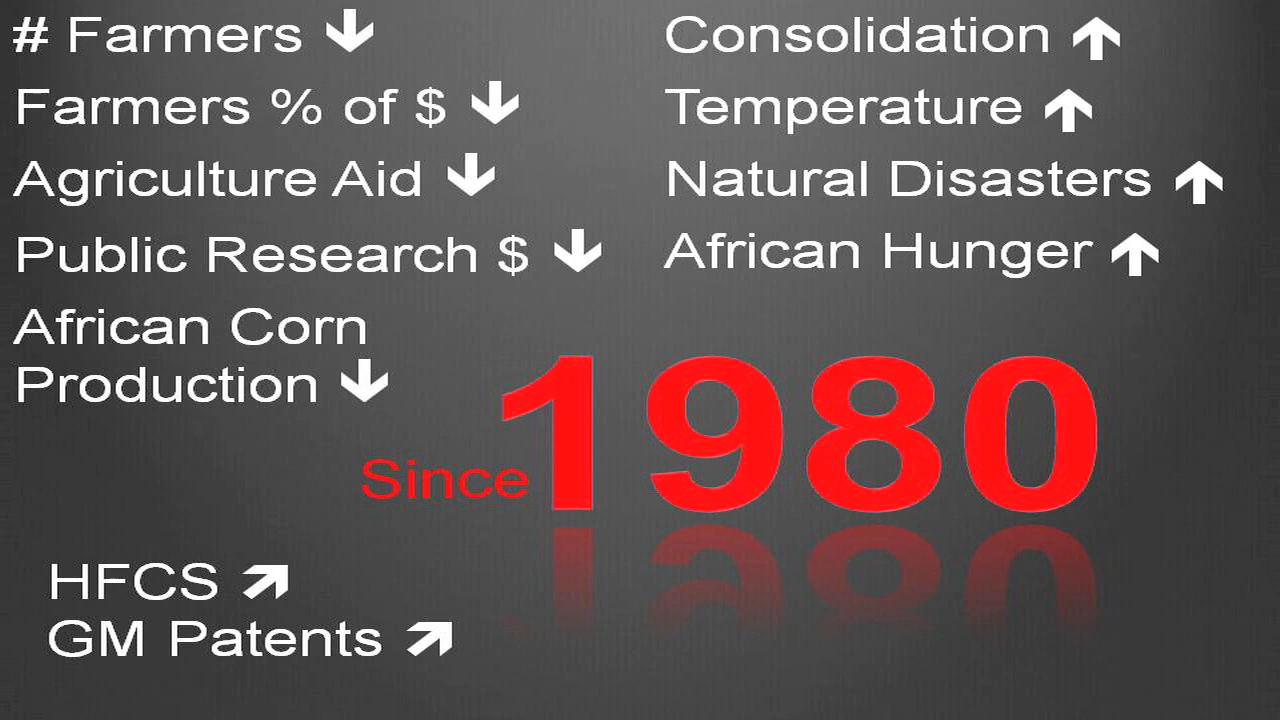 # Farmers ↓
Farmers % of $ ↓
Agriculture Aid ↓
Public Research $ ↓
African Corn
Production ↓
Consolidation ↑
Temperature ↑
Natural Disasters ↑
African Hunger ↑
Since 1980
HFCS ↗
GM Patents ↗